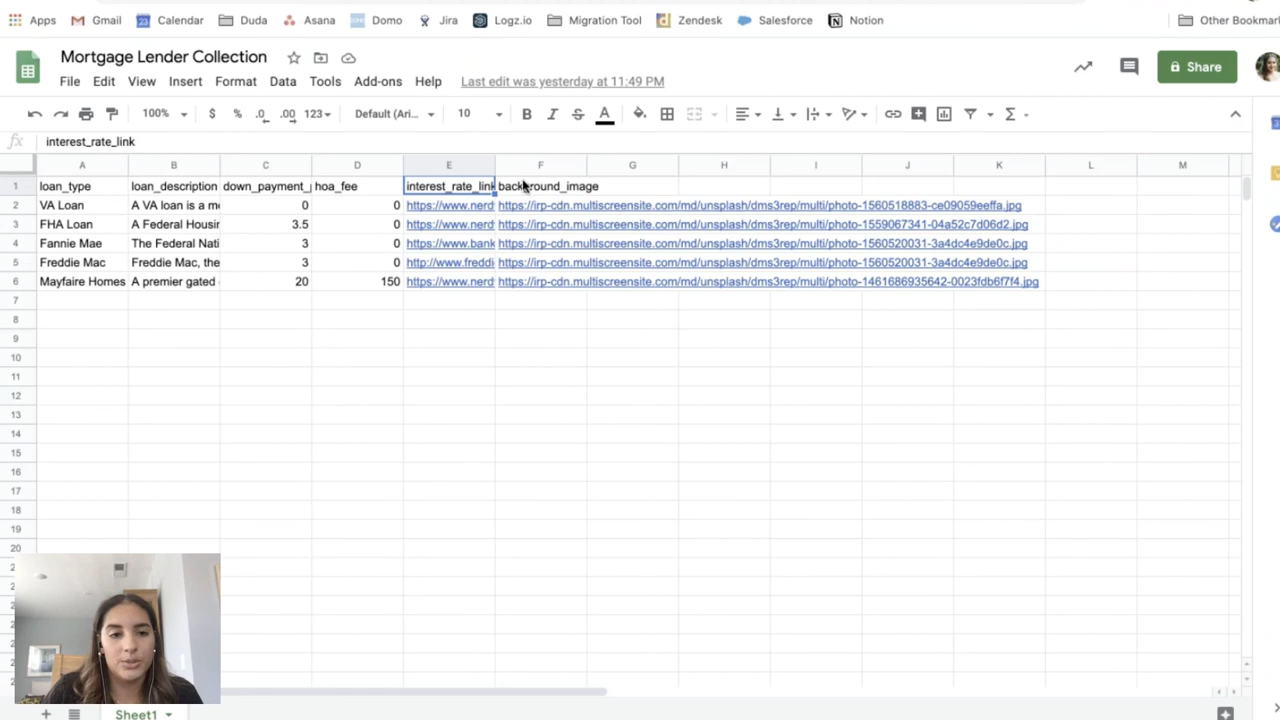 Apps Gmail Calendar Duda Asana Domo Jira Logz.io Migration Tool Zendesk Salesforce Notion Other Bookmar
Mortgage Lender Collection
File Edit View Insert Format Data Tools Add-ons Help Last edit was yesterday at 11:49 PM
Share
100% $ % .0 .00 123 Default (Ari... 10 B I S A
fx interest_rate_link
A B C D E F G H I J K L M
1 loan_type loan_description down_payment_ hoa_fee interest_rate_link background_image
2 VA Loan A VA loan is a mo 0 0 https://www.nerd https://irp-cdn.multiscreensite.com/md/unsplash/dms3rep/multi/photo-1560518883-ce09059eeffa.jpg
3 FHA Loan A Federal Housir 3.5 0 https://www.nerd https://irp-cdn.multiscreensite.com/md/unsplash/dms3rep/multi/photo-1559067341-04a52c7d06d2.jpg
4 Fannie Mae The Federal Nati 3 0 https://www.bank https://irp-cdn.multiscreensite.com/md/unsplash/dms3rep/multi/photo-1560520031-3a4dc4e9de0c.jpg
5 Freddie Mac Freddie Mac, the 3 0 http://www.freddi https://irp-cdn.multiscreensite.com/md/unsplash/dms3rep/multi/photo-1560520031-3a4dc4e9de0c.jpg
6 Mayfaire Homes A premier gated 20 150 https://www.nerd https://irp-cdn.multiscreensite.com/md/unsplash/dms3rep/multi/photo-1461686935642-0023fdb6f7f4.jpg
7
8
9
10
11
12
13
14
15
16
17
18
19
20
Sheet1